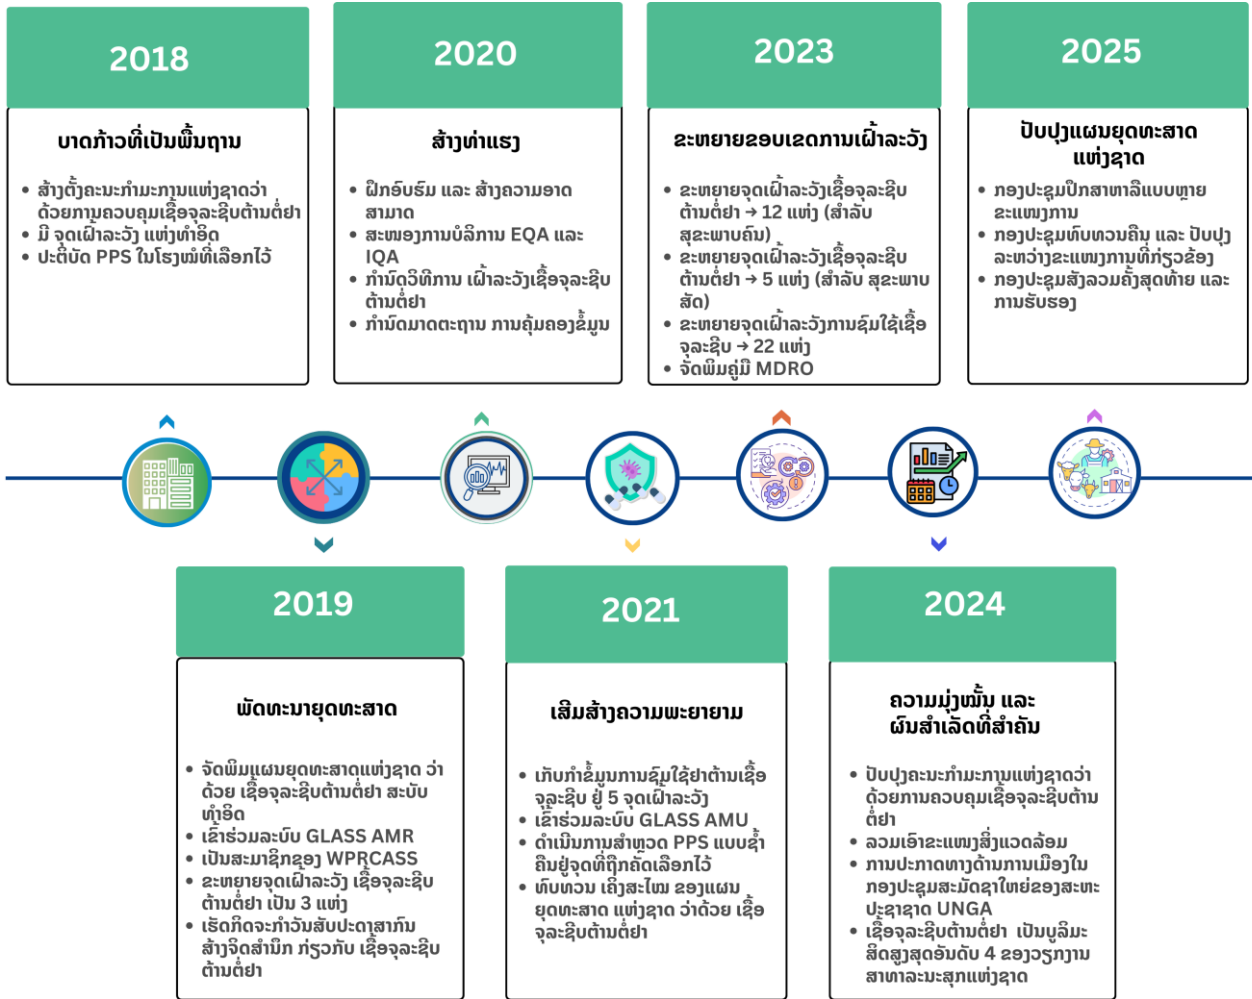 2018
ບາດກ້າວທີ່ເປັນພື້ນຖານ
• ສ້າງຕັ້ງຄະນະກຳມະການແຫ່ງຊາດວ່າ
ດ້ວຍການຄວບຄຸມເຊື້ອຈຸລະຊີບຕ້ານຕໍ່ຢາ
• ມີ ຈຸດເຝົ້າລະວັງ ແຫ່ງທຳອິດ
• ປະຕິບັດ PPS ໃນໂຮງໝໍທີ່ເລືອກໄວ້
2020
ສ້າງທ່າແຮງ
• ຝຶກອົບຮົມ ແລະ ສ້າງຄວາມອາດ
ສາມາດ
• ສະໜອງການບໍລິການ EQA ແລະ
IQA
• ກຳນົດວິທີການ ເຝົ້າລະວັງເຊື້ອຈຸລະຊີບ
ຕ້ານຕໍ່ຢາ
• ກຳນົດມາດຕະຖານ ການຄຸ້ມຄອງຂໍ້ມູນ
2023
ຂະຫຍາຍຂອບເຂດການເຝົ້າລະວັງ
• ຂະຫຍາຍຈຸດເຝົ້າລະວັງເຊື້ອຈຸລະຊີບ
ຕ້ານຕໍ່ຢາ → 12 ແຫ່ງ (ສຳລັບ
ສຸຂະພາບຄົນ)
• ຂະຫຍາຍຈຸດເຝົ້າລະວັງເຊື້ອຈຸລະຊີບ
ຕ້ານຕໍ່ຢາ → 5 ແຫ່ງ (ສຳລັບ ສຸຂະພາບ
ສັດ)
• ຂະຫຍາຍຈຸດເຝົ້າລະວັງການຊົມໃຊ້ເຊື້ອ
ຈຸລະຊີບ → 22 ແຫ່ງ
• ຈັດພິມຄູ່ມື MDRO
2025
ປັບປຸງແຜນຍຸດທະສາດ
ແຫ່ງຊາດ
• ກອງປະຊຸມປຶກສາຫາລືແບບຫຼາຍ
ຂະແໜງການ
• ກອງປະຊຸມທົບທວນຄືນ ແລະ ປັບປຸງ
ລະຫວ່າງຂະແໜງການທີ່ກ່ຽວຂ້ອງ
• ກອງປະຊຸມສັງລວມຄັ້ງສຸດທ້າຍ ແລະ
ການຮັບຮອງ
2019
ພັດທະນາຍຸດທະສາດ
• ຈັດພິມແຜນຍຸດທະສາດແຫ່ງຊາດ ວ່າ
ດ້ວຍ ເຊື້ອຈຸລະຊີບຕ້ານຕໍ່ຢາ ສະບັບ
ທຳອິດ
• ເຂົ້າຮ່ວມລະບົບ GLASS AMR
• ເປັນສະມາຊິກຂອງ WPRCASS
• ຂະຫຍາຍຈຸດເຝົ້າລະວັງ ເຊື້ອຈຸລະຊີບ
ຕ້ານຕໍ່ຢາ ເປັນ 3 ແຫ່ງ
• ເຮັດກິດຈະກຳວັນສັບປະດາສາກົນ
ສ້າງຈິດສຳນຶກ ກ່ຽວກັບ ເຊື້ອຈຸລະຊີບ
ຕ້ານຕໍ່ຢາ
2021
ເສີມສ້າງຄວາມພະຍາຍາມ
• ເກັບກຳຂໍ້ມູນການຊົມໃຊ້ຢາຕ້ານເຊື້ອ
ຈຸລະຊີບ ຢູ່ 5 ຈຸດເຝົ້າລະວັງ
• ເຂົ້າຮ່ວມລະບົບ GLASS AMU
• ດຳເນີນການສຳຫຼວດ PPS ແບບຊ້ຳ
ຄືນຢູ່ຈຸດທີ່ຖືກຄັດເລືອກໄວ້
• ທົບທວນ ເຄິ່ງສະໄໝ ຂອງແຜນ
ຍຸດທະສາດ ແຫ່ງຊາດ ວ່າດ້ວຍ ເຊື້ອ
ຈຸລະຊີບຕ້ານຕໍ່ຢາ
2024
ຄວາມມຸ່ງໝັ້ນ ແລະ
ຜົນສຳເລັດທີ່ສຳຄັນ
• ປັບປຸງຄະນະກຳມະການແຫ່ງຊາດວ່າ
ດ້ວຍການຄວບຄຸມເຊື້ອຈຸລະຊີບຕ້ານ
ຕໍ່ຢາ
• ລວມເອົາຂະແໜງສິ່ງແວດລ້ອມ
• ການປະກາດທາງດ້ານການເມືອງໃນ
ກອງປະຊຸມສະມັດຊາໃຫຍ່ຂອງສະຫະ
ປະຊາຊາດ UNGA
• ເຊື້ອຈຸລະຊີບຕ້ານຕໍ່ຢາ ເປັນບູລິມະ
ສິດສູງສຸດອັນດັບ 4 ຂອງວຽກງານ
ສາທາລະນະສຸກແຫ່ງຊາດ